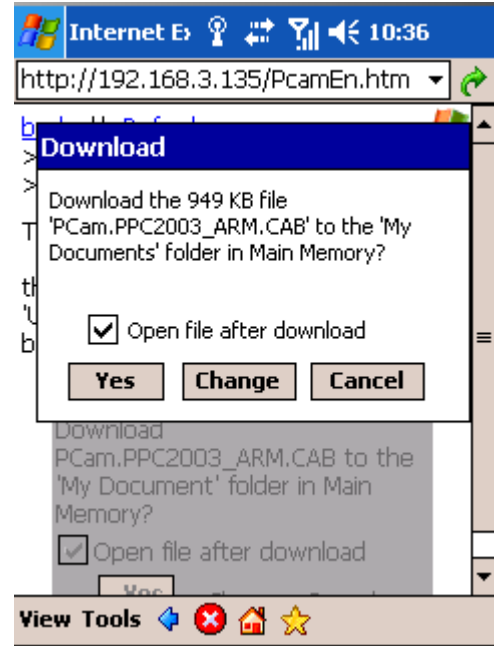 Internet E
10:36
http://192.168.3.135/PcamEn.htm
Download
Download the 949 KB file
'PCam.PPC2003_ARM.CAB' to the 'My
Documents' folder in Main Memory?
Open file after download
Yes Change Cancel
Download
PCam.PPC2003_ARM.CAB to the
'My Document' folder in Main
Memory?
Open file after download
Yes
View Tools